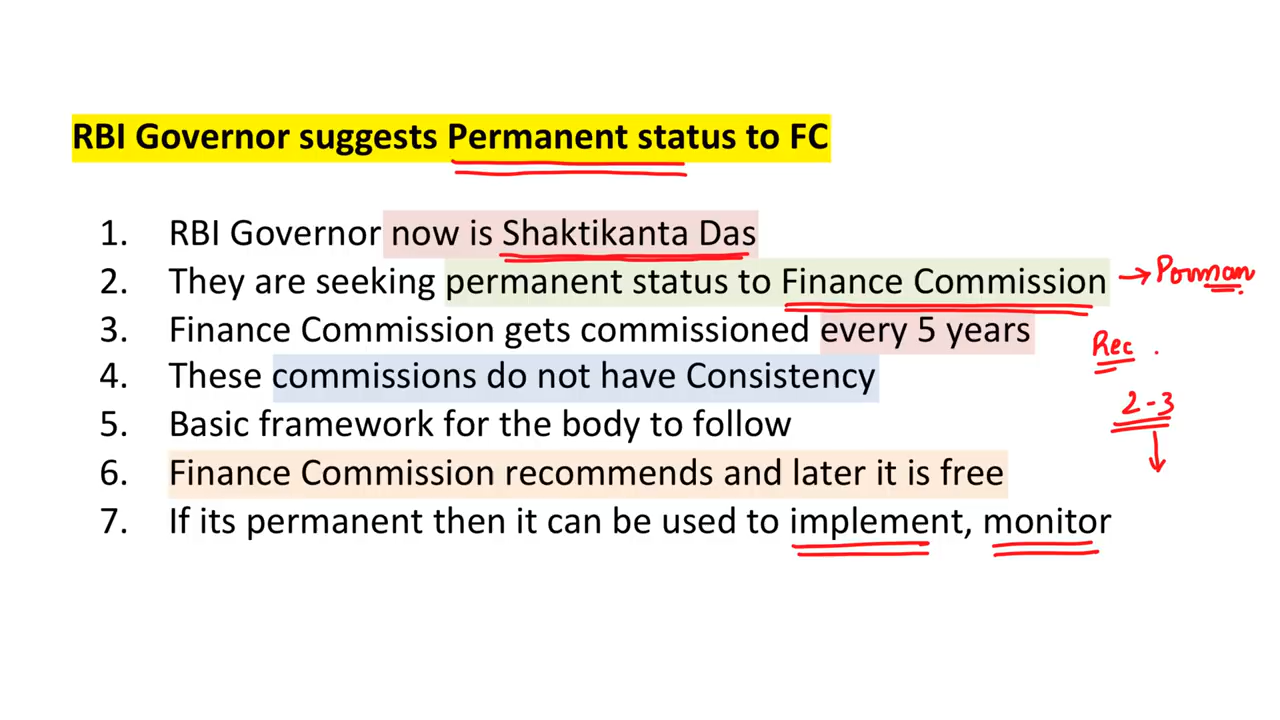 RBI Governor suggests Permanent status to FC
1. RBI Governor now is Shaktikanta Das
2. They are seeking permanent status to Finance Commission → Perman
3. Finance Commission gets commissioned every 5 years
Rec
4. These commissions do not have Consistency
2-3
5. Basic framework for the body to follow
6. Finance Commission recommends and later it is free
7. If its permanent then it can be used to implement, monitor